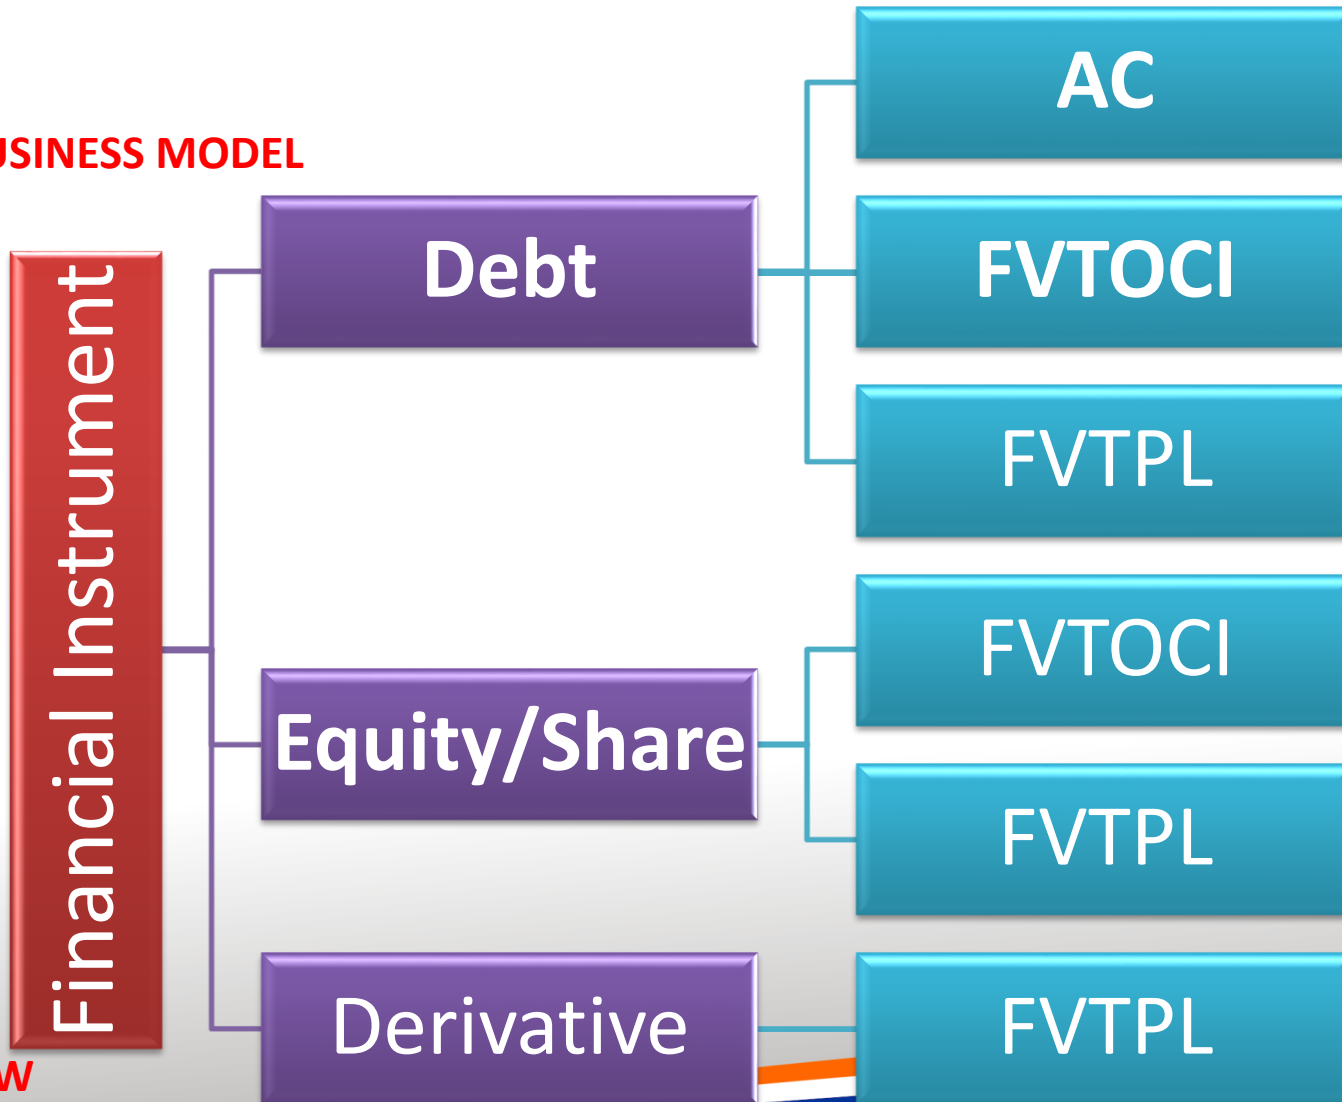 USINESS MODEL
Financial Instrument
Debt
AC
FVTOCI
FVTPL
Equity/Share
FVTOCI
FVTPL
Derivative
FVTPL
W